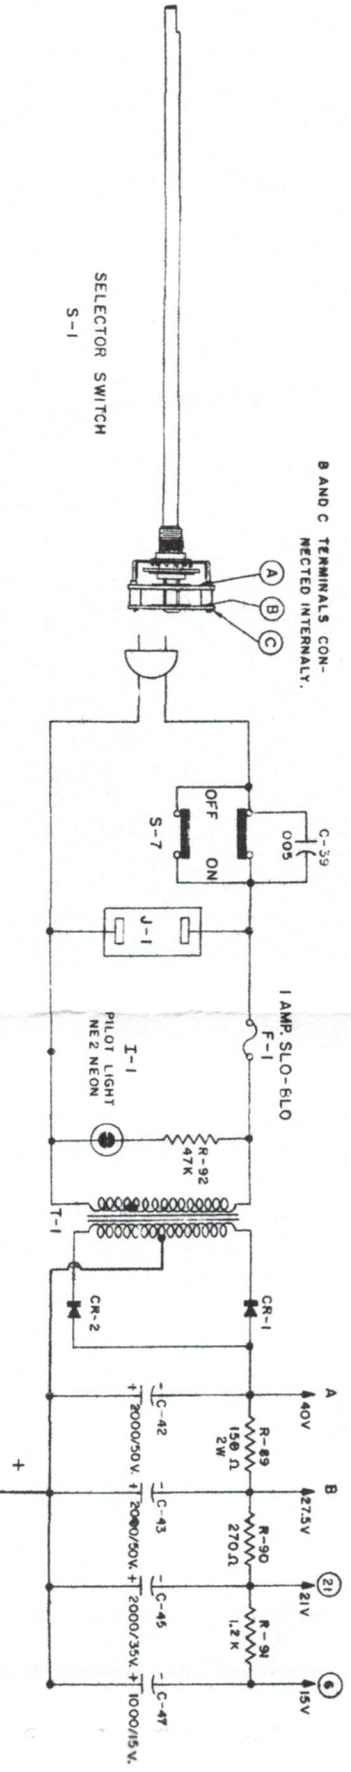 SELECTOR SWITCH
S-1
B AND C TERMINALS CON-
NECTED INTERNALY.
A
B
C
C-39
.005
OFF
ON
S-7
J-1
1 AMP. SLO-BLO
F-1
I-1
PILOT LIGHT
NE2 NEON
R-92
47K
T-1
CR-1
CR-2
A
40V
B
27.5V
21
21V
6
15V
R-89
150 Ω
2W
R-90
270 Ω
R-91
1.2 K
- C-42
+ 2000/50V.
- C-43
+ 2000/50V.
- C-45
+ 2000/35V.
- C-47
+ 1000/15V.
+